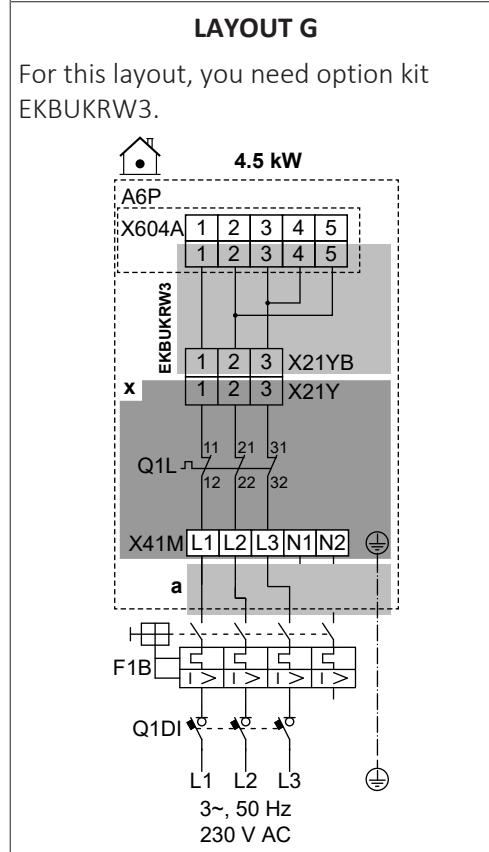 LAYOUT G
For this layout, you need option kit
EKBUKRW3.
4.5 kW
A6P
X604A 1 2 3 4 5
1 2 3 4 5
EKBUKRW3
1 2 3 X21YB
x 1 2 3 X21Y
11 21 31
Q1L
12 22 32
X41M L1 L2 L3 N1 N2
a
F1B
I > I > I > I >
Q1DI
L1 L2 L3
3~, 50 Hz
230 V AC